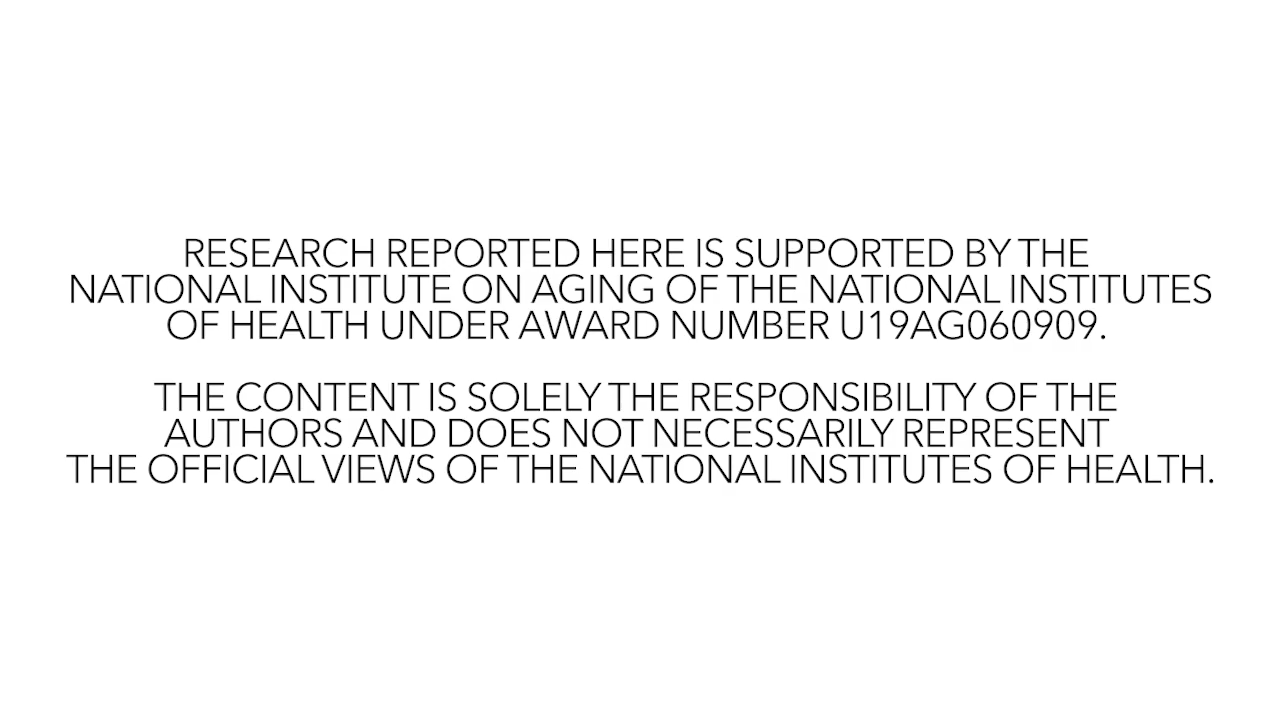 RESEARCH REPORTED HERE IS SUPPORTED BY THE
NATIONAL INSTITUTE ON AGING OF THE NATIONAL INSTITUTES
OF HEALTH UNDER AWARD NUMBER U19AG060909.
THE CONTENT IS SOLELY THE RESPONSIBILITY OF THE
AUTHORS AND DOES NOT NECESSARILY REPRESENT
THE OFFICIAL VIEWS OF THE NATIONAL INSTITUTES OF HEALTH.